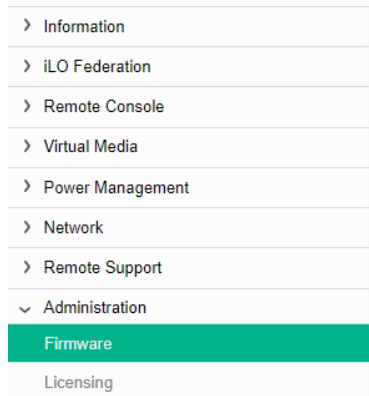 Information
iLO Federation
Remote Console
Virtual Media
Power Management
Network
Remote Support
Administration
Firmware
Licensing